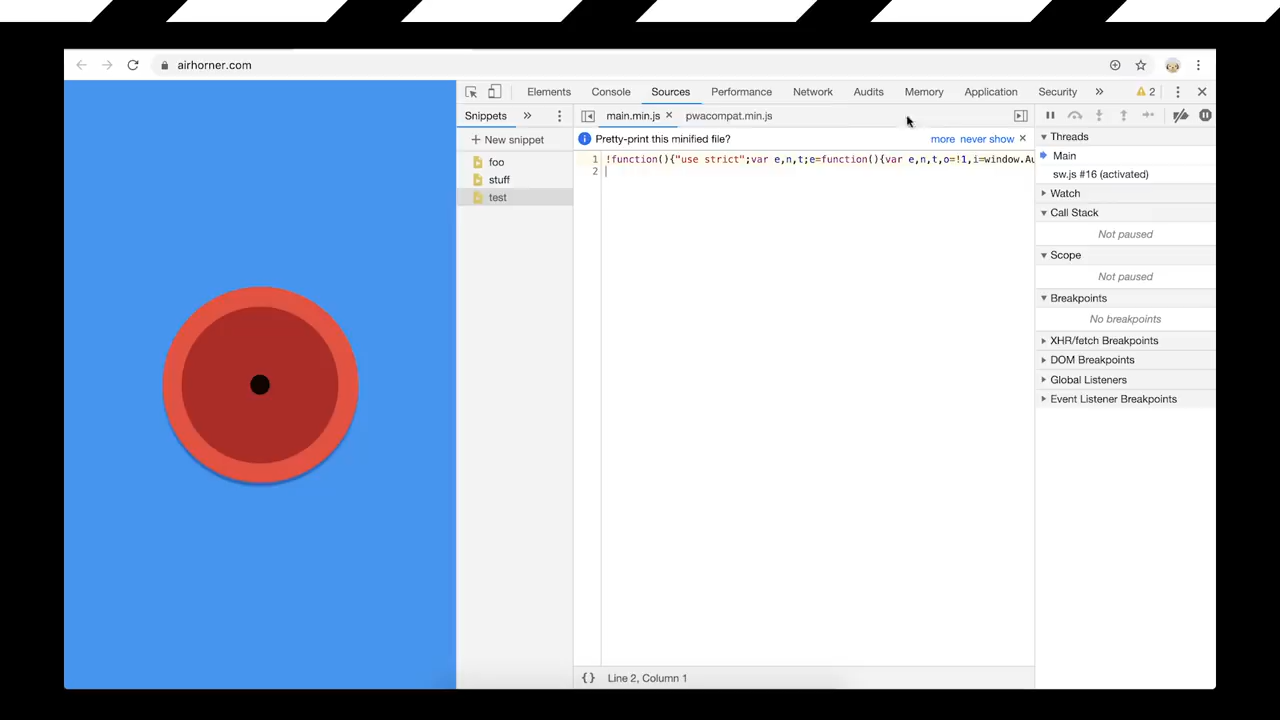 airhorner.com
Elements Console Sources Performance Network Audits Memory Application Security » 2
Snippets »
main.min.js × pwacompat.min.js
+ New snippet
Pretty-print this minified file? more never show ×
foo
stuff
test
1 !function(){"use strict";var e,n,t;e=function(){var e,n,t,o=!1,i=window.Au
2
Threads
Main
sw.js #16 (activated)
Watch
Call Stack
Not paused
Scope
Not paused
Breakpoints
No breakpoints
XHR/fetch Breakpoints
DOM Breakpoints
Global Listeners
Event Listener Breakpoints
{} Line 2, Column 1